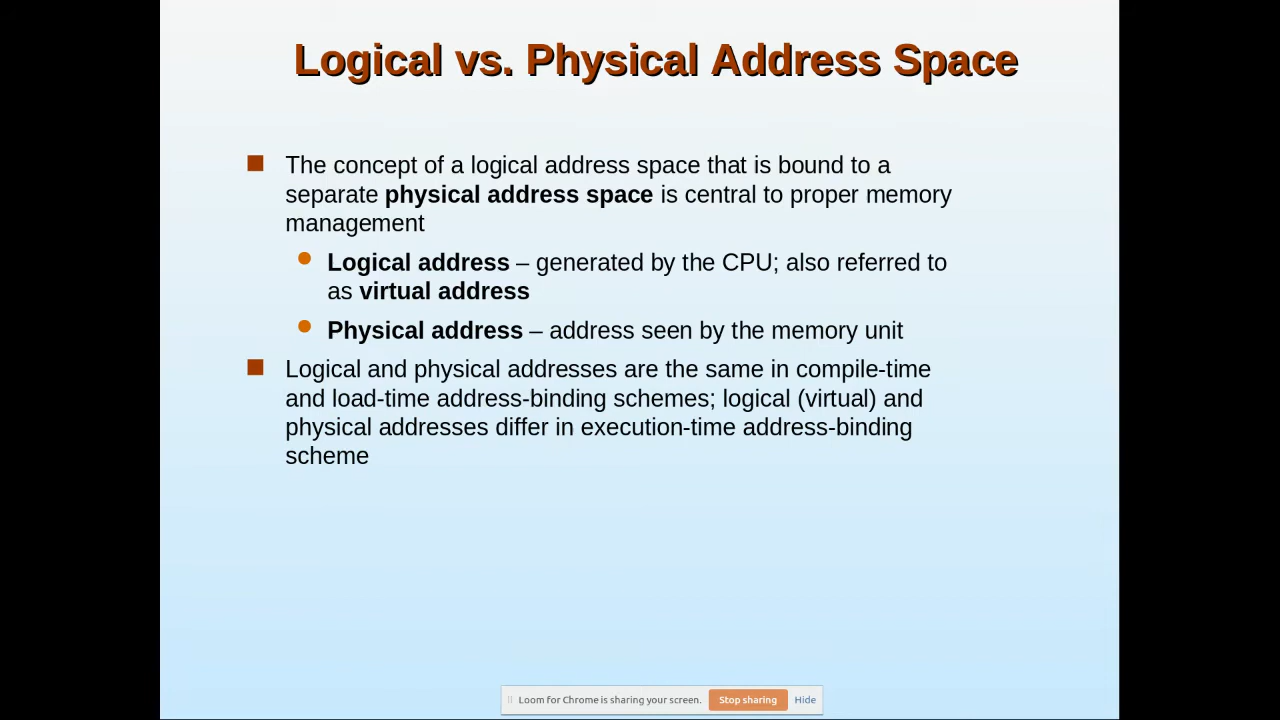 Logical vs. Physical Address Space
The concept of a logical address space that is bound to a
separate physical address space is central to proper memory
management
Logical address – generated by the CPU; also referred to
as virtual address
Physical address – address seen by the memory unit
Logical and physical addresses are the same in compile-time
and load-time address-binding schemes; logical (virtual) and
physical addresses differ in execution-time address-binding
scheme
Loom for Chrome is sharing your screen. Stop sharing Hide